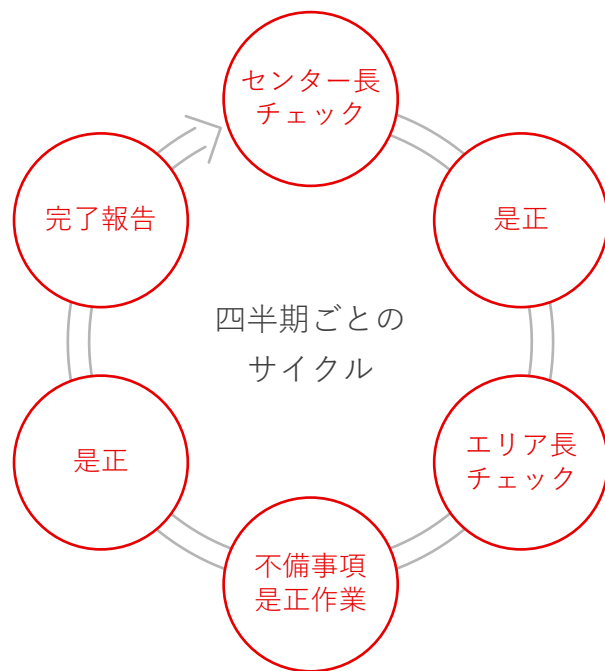 センター長
チェック
是正
エリア長
チェック
不備事項
是正作業
是正
完了報告
四半期ごとの
サイクル